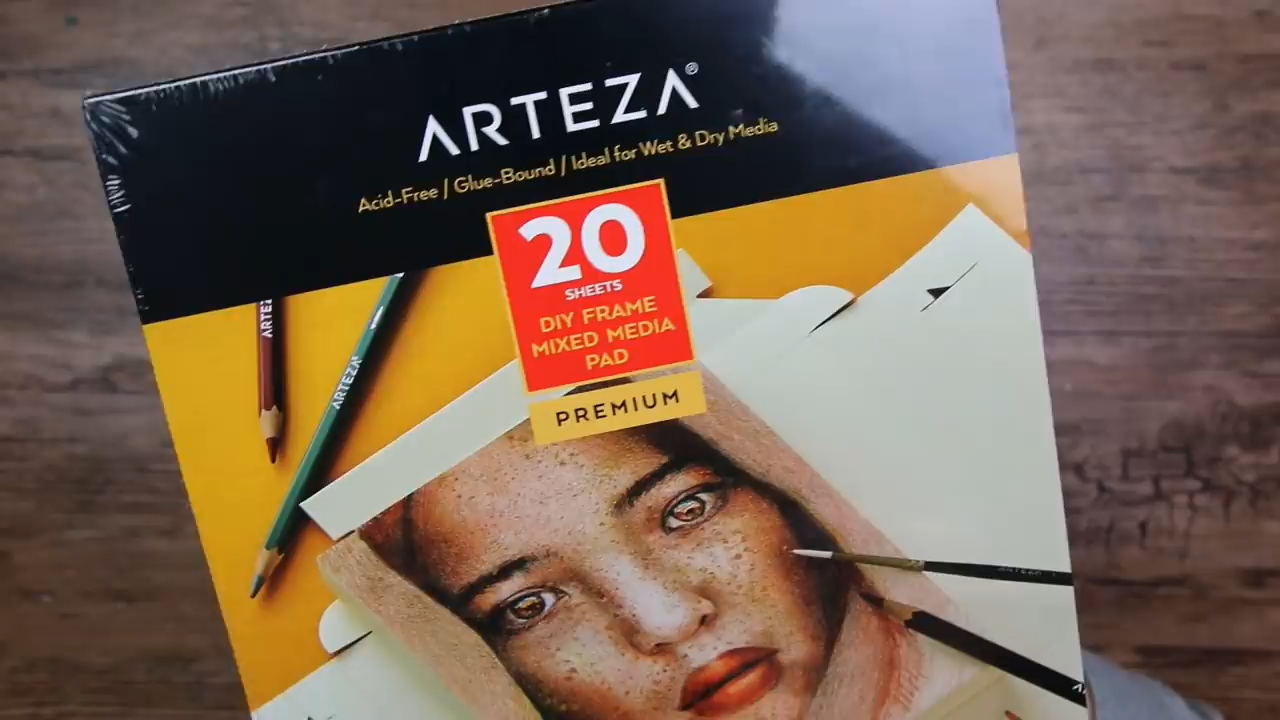 ARTEZA®
Acid-Free / Glue-Bound / Ideal for Wet & Dry Media
20
SHEETS
DIY FRAME
MIXED MEDIA
PAD
PREMIUM
ARTEZ
ARTEZA